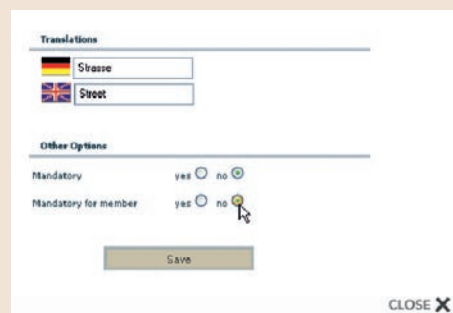 Translations
Strasse
Street
Other Options
Mandatory yes no
Mandatory for member yes no
Save
CLOSE X